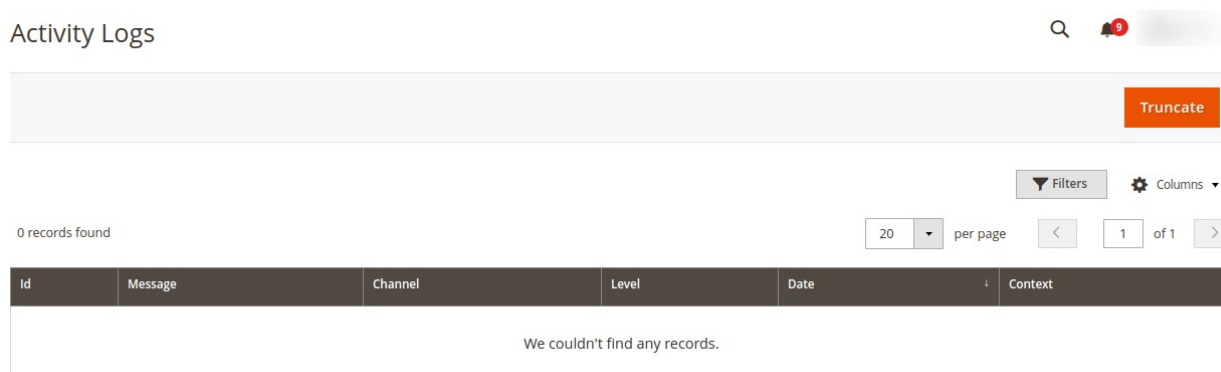 Activity Logs
9
Truncate
Filters
Columns
0 records found
20
per page
1
of 1
Id
Message
Channel
Level
Date
Context
We couldn't find any records.